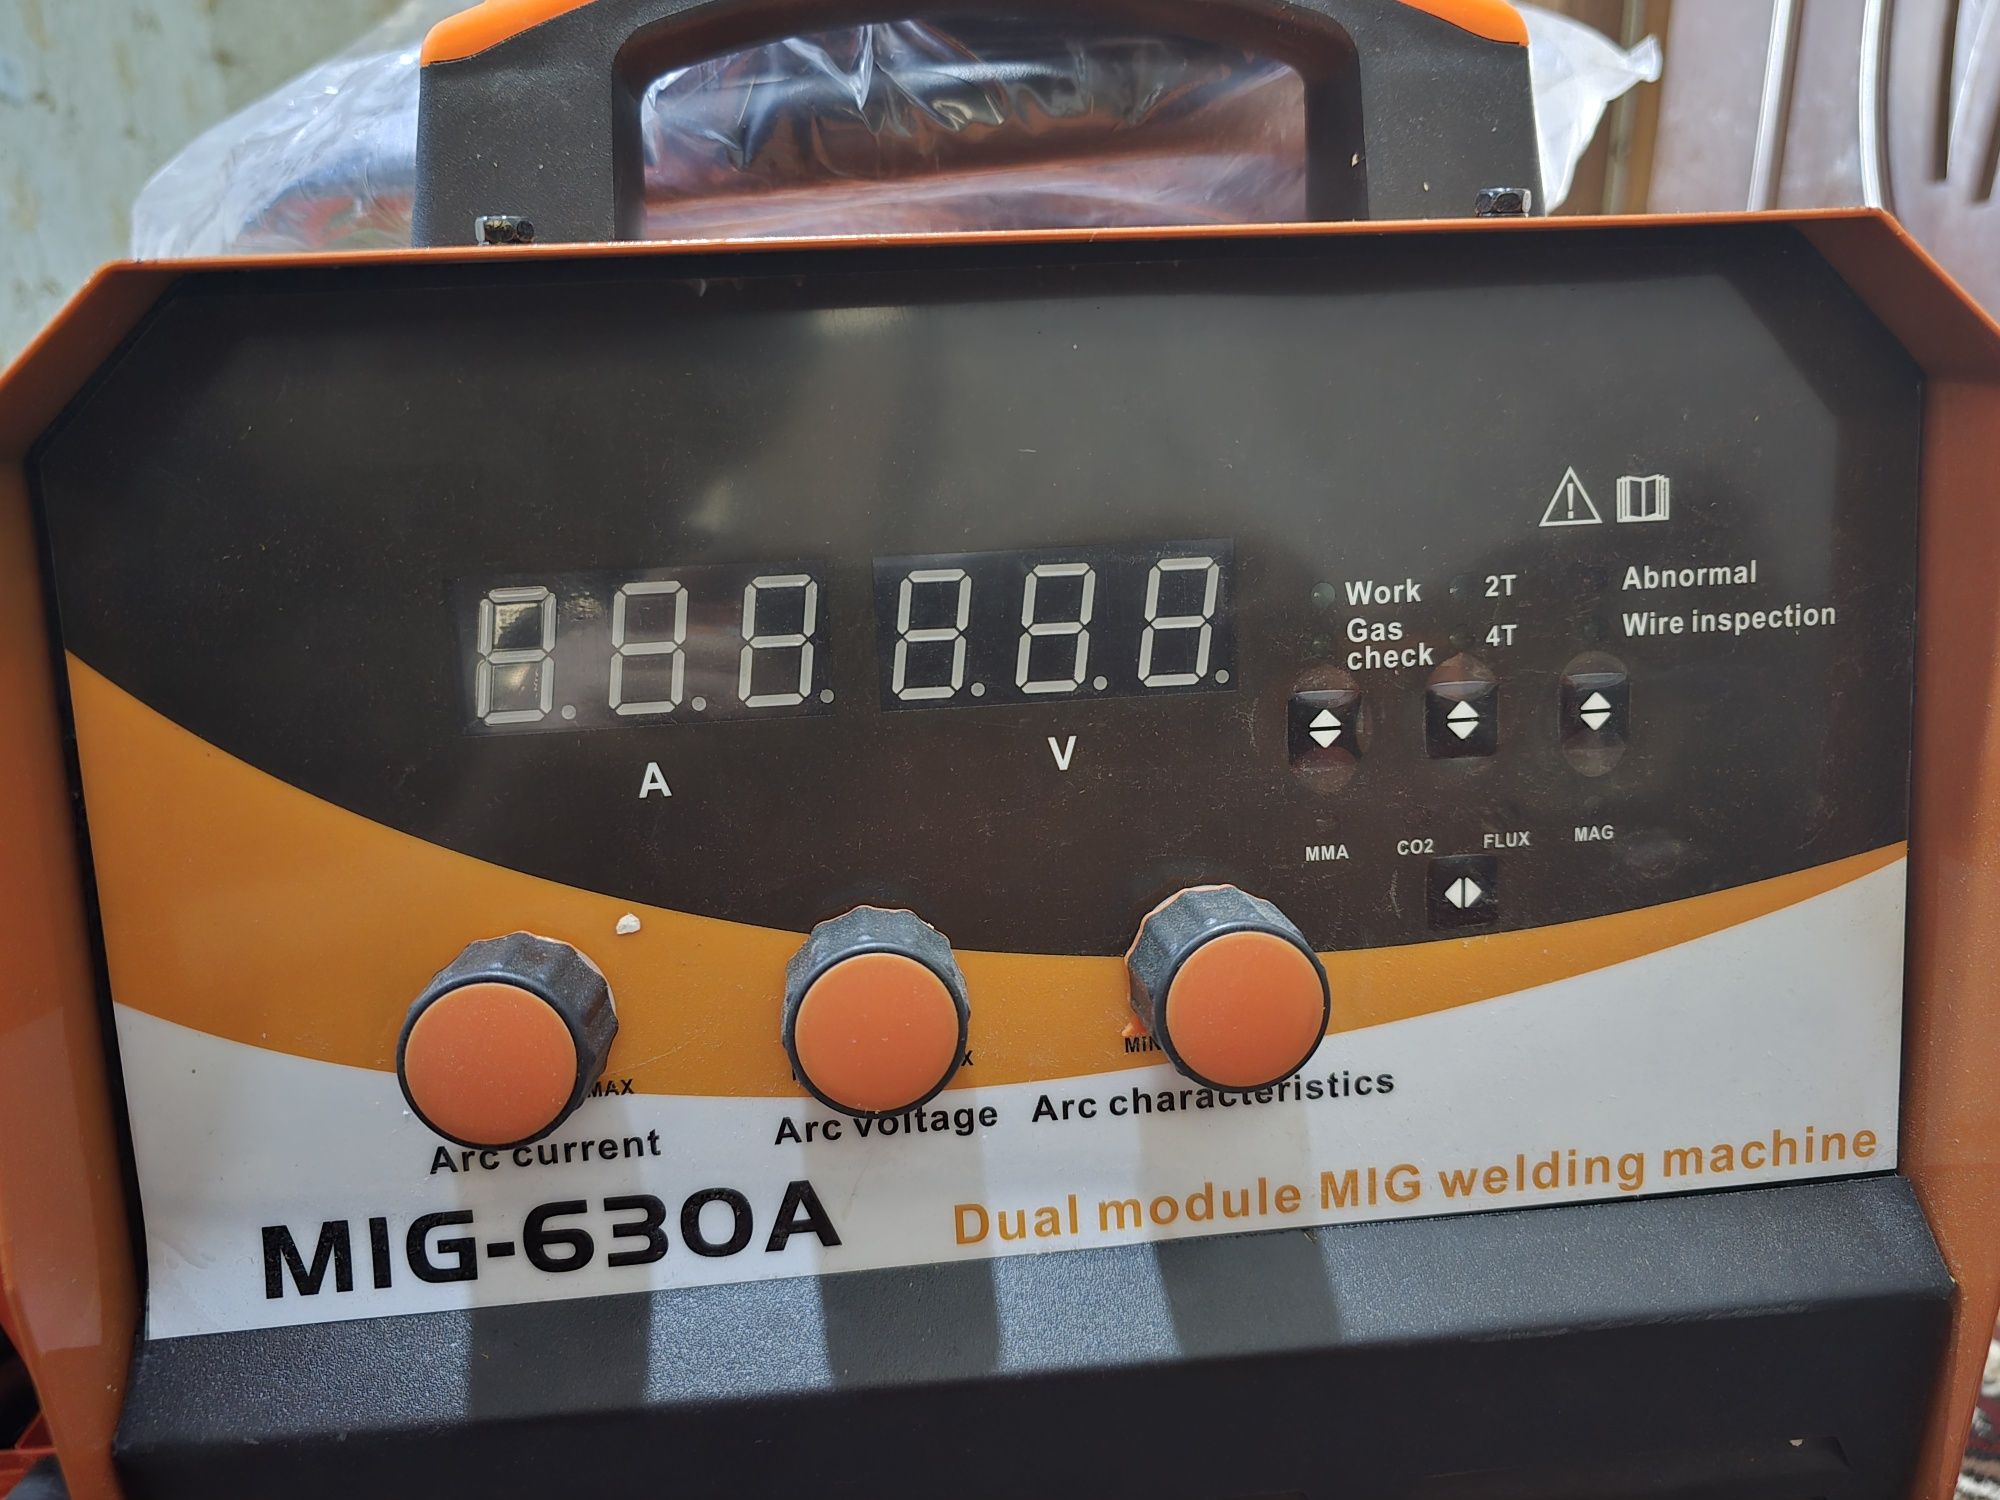 Work
2T
Abnormal
Gas
check
4T
Wire inspection
A
V
MMA
CO2
FLUX
MAG
MAX
MIN
Arc current
Arc voltage
Arc characteristics
MIG-630A
Dual module MIG welding machine